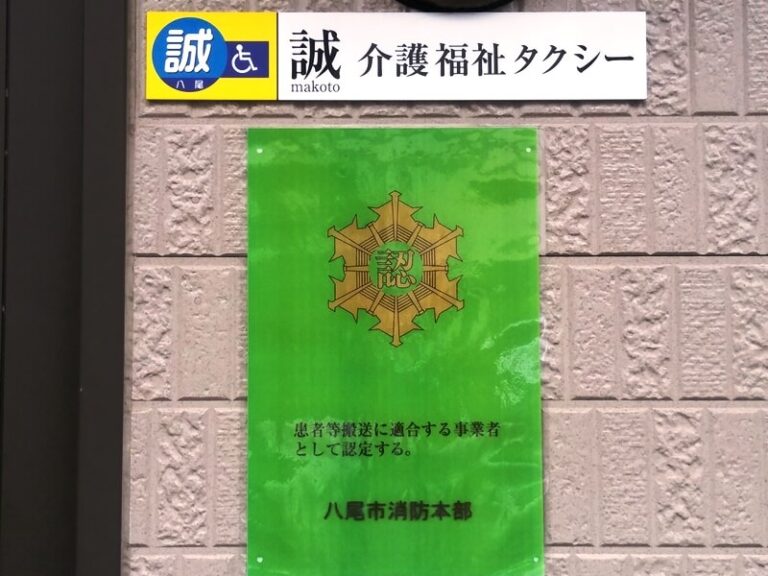 誠
八尾
誠 介護福祉タクシー
makoto
認
患者等搬送に適合する事業者
として認定する。
八尾市消防本部